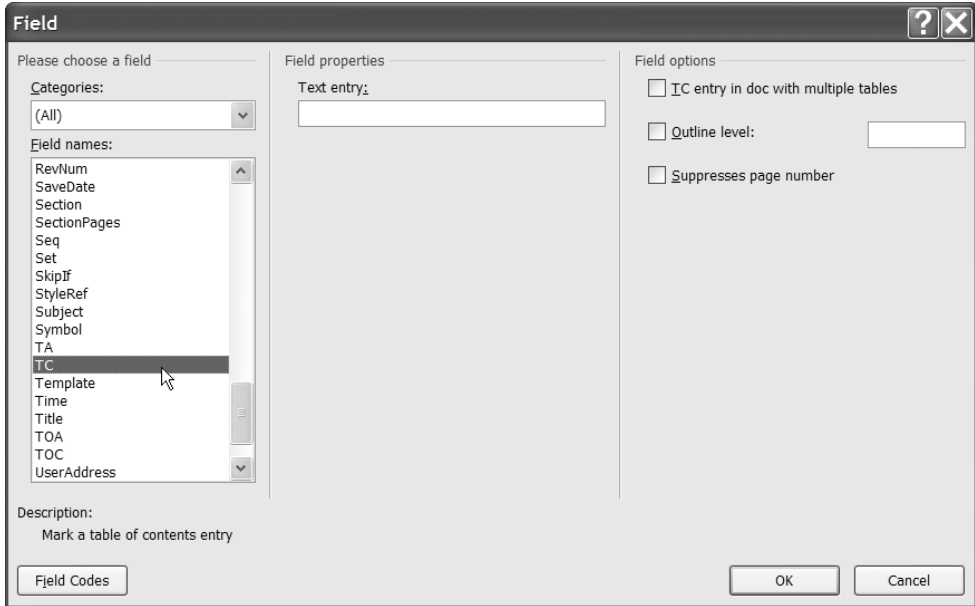 Field
Please choose a field
Categories:
(All)
Field names:
RevNum
SaveDate
Section
SectionPages
Seq
Set
SkipIf
StyleRef
Subject
Symbol
TA
TC
Template
Time
Title
TOA
TOC
UserAddress
Field properties
Text entry:
Field options
TC entry in doc with multiple tables
Outline level:
Suppresses page number
Description:
Mark a table of contents entry
Field Codes
OK
Cancel